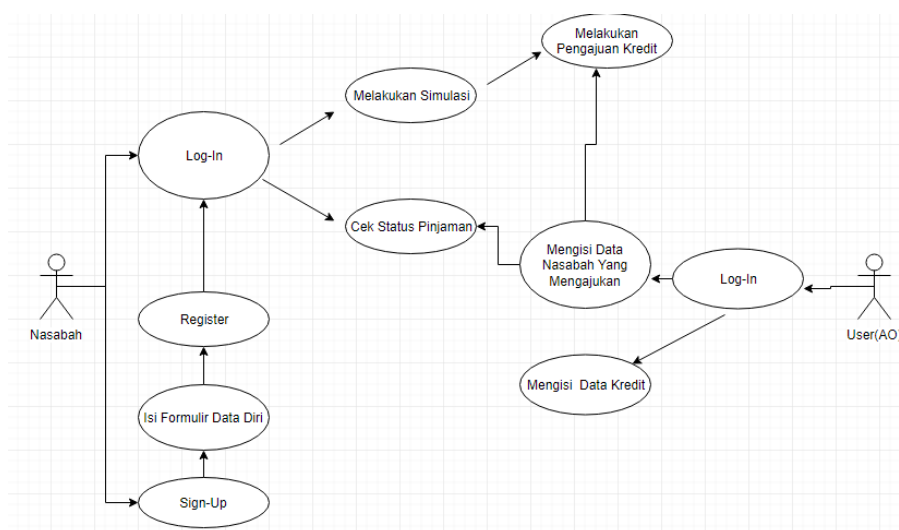 Melakukan
Pengajuan Kredit
Melakukan Simulasi
Log-In
Cek Status Pinjaman
Mengisi Data
Nasabah Yang
Mengajukan
Log-In
Nasabah
Register
User(AO)
Mengisi Data Kredit
Isi Formulir Data Diri
Sign-Up